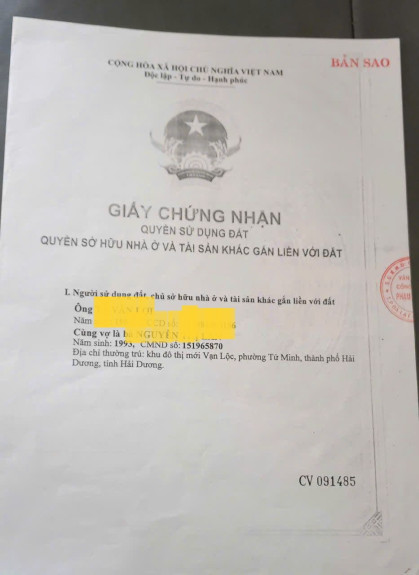 CỘNG HÒA XÃ HỘI CHỦ NGHĨA VIỆT NAM
Độc lập - Tự do - Hạnh phúc
BẢN SAO
GIẤY CHỨNG NHẬN
QUYỀN SỬ DỤNG ĐẤT
QUYỀN SỞ HỮU NHÀ Ở VÀ TÀI SẢN KHÁC GẮN LIỀN VỚI ĐẤT
I. Người sử dụng đất, chủ sở hữu nhà ở và tài sản khác gắn liền với đất
Ông
Năm
Cùng vợ là bà NGUYỄN
Năm sinh: 1993, CMND số: 151965870
Địa chỉ thường trú: khu đô thị mới Vạn Lộc, phường Tứ Minh, thành phố Hải
Dương, tỉnh Hải Dương.
CV 091485